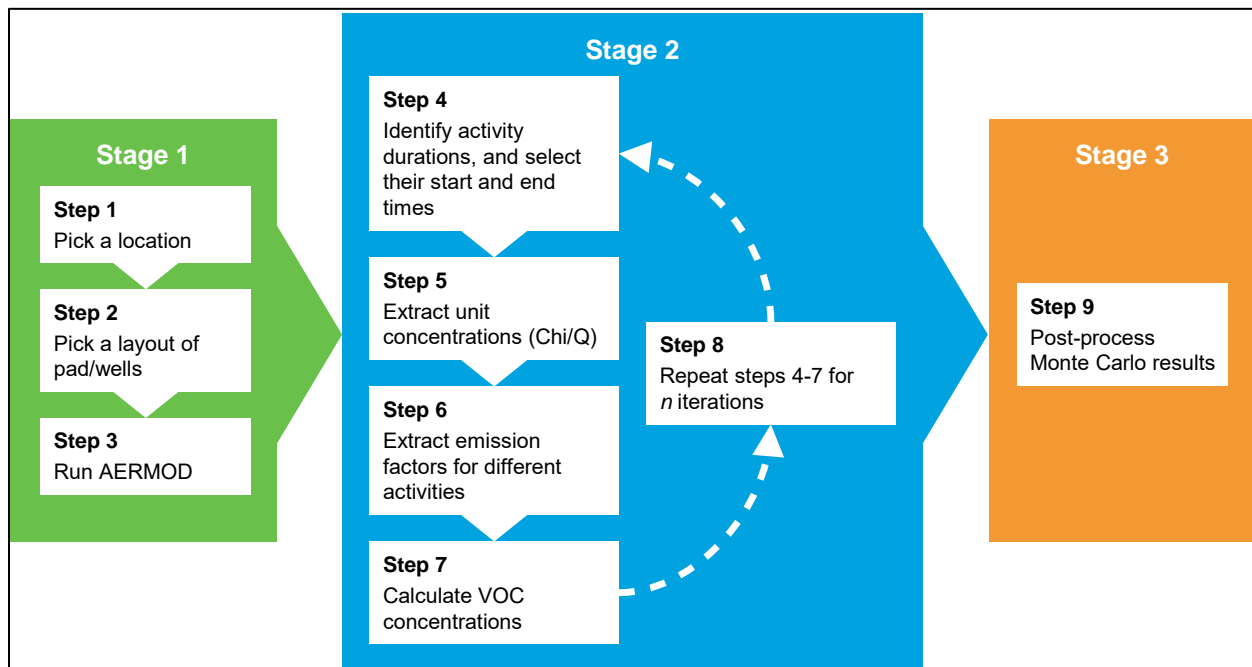 Stage 1
Step 1
Pick a location
Step 2
Pick a layout of
pad/wells
Step 3
Run AERMOD
Stage 2
Step 4
Identify activity
durations, and select
their start and end
times
Step 5
Extract unit
concentrations (Chi/Q)
Step 6
Extract emission
factors for different
activities
Step 7
Calculate VOC
concentrations
Step 8
Repeat steps 4-7 for
n iterations
Stage 3
Step 9
Post-process
Monte Carlo results